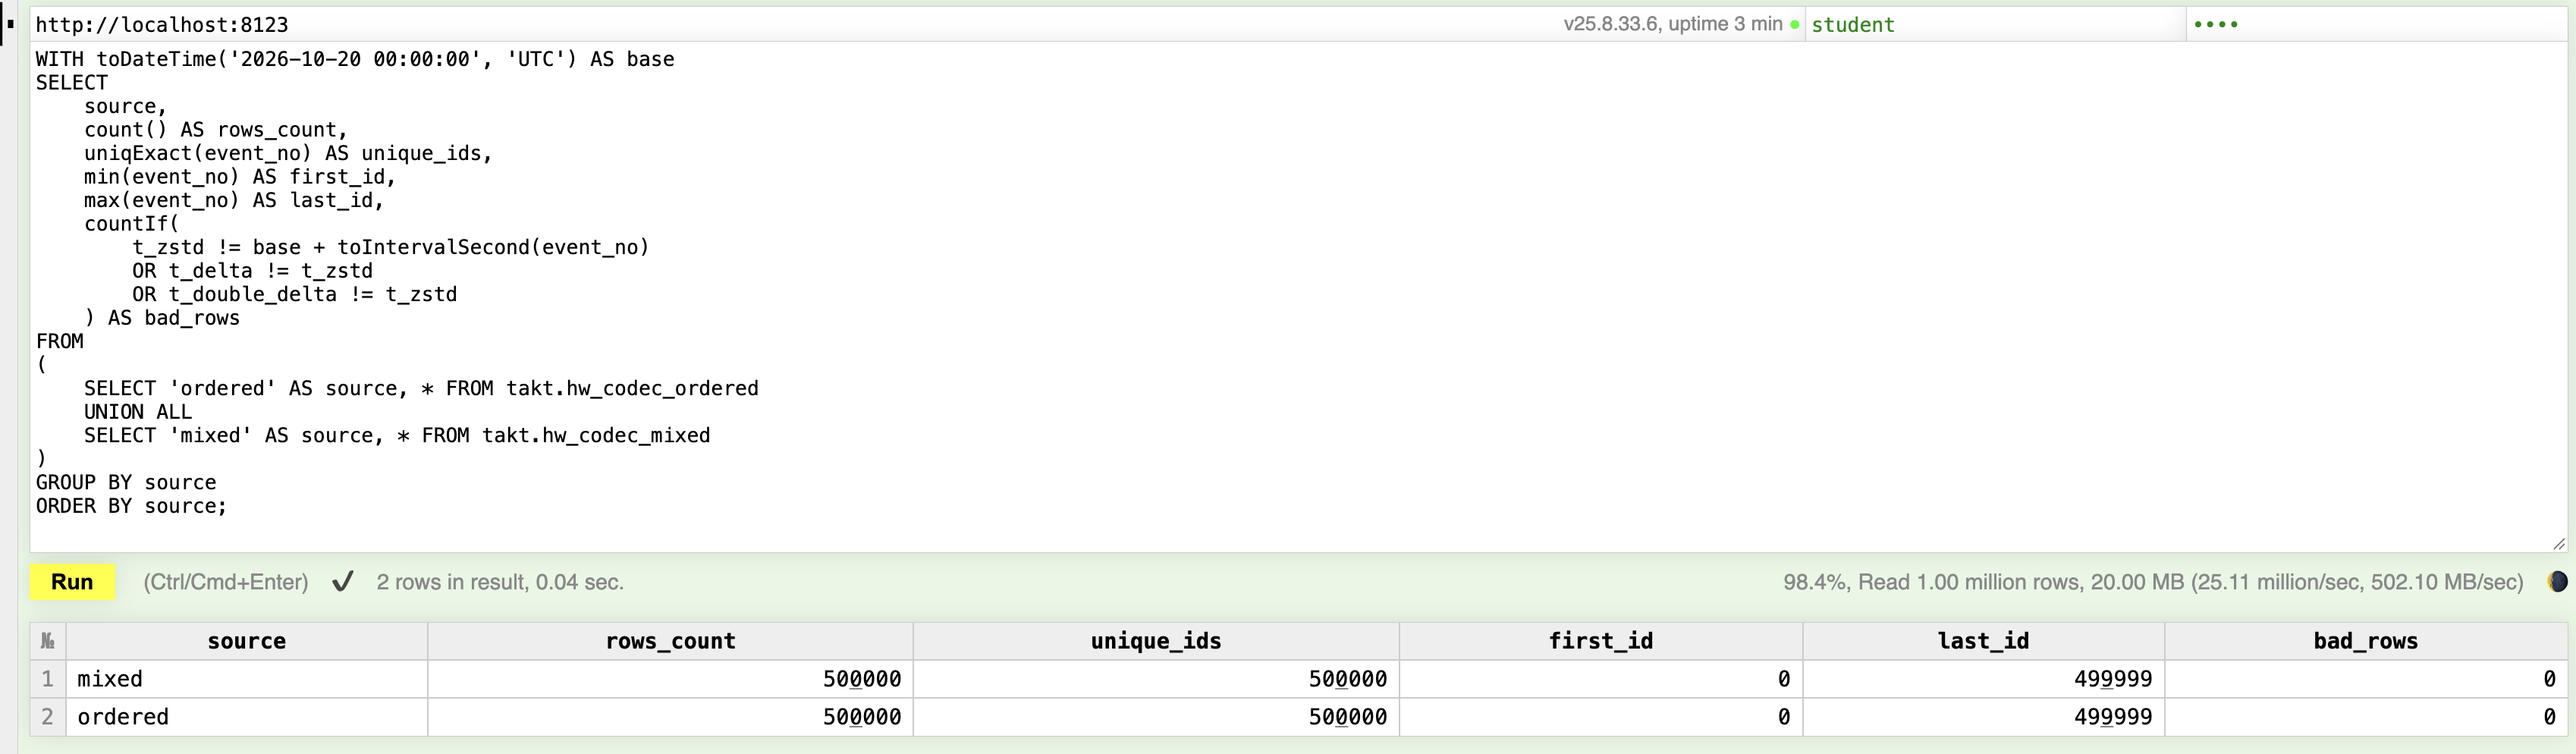 http://localhost:8123 v25.8.33.6, uptime 3 min student ••••
WITH toDateTime('2026-10-20 00:00:00', 'UTC') AS base
SELECT
    source,
    count() AS rows_count,
    uniqExact(event_no) AS unique_ids,
    min(event_no) AS first_id,
    max(event_no) AS last_id,
    countIf(
        t_zstd != base + toIntervalSecond(event_no)
        OR t_delta != t_zstd
        OR t_double_delta != t_zstd
    ) AS bad_rows
FROM
(
    SELECT 'ordered' AS source, * FROM takt.hw_codec_ordered
    UNION ALL
    SELECT 'mixed' AS source, * FROM takt.hw_codec_mixed
)
GROUP BY source
ORDER BY source;
Run (Ctrl/Cmd+Enter) ✔ 2 rows in result, 0.04 sec. 98.4%, Read 1.00 million rows, 20.00 MB (25.11 million/sec, 502.10 MB/sec)
№ source rows_count unique_ids first_id last_id bad_rows
1 mixed 500000 500000 0 499999 0
2 ordered 500000 500000 0 499999 0